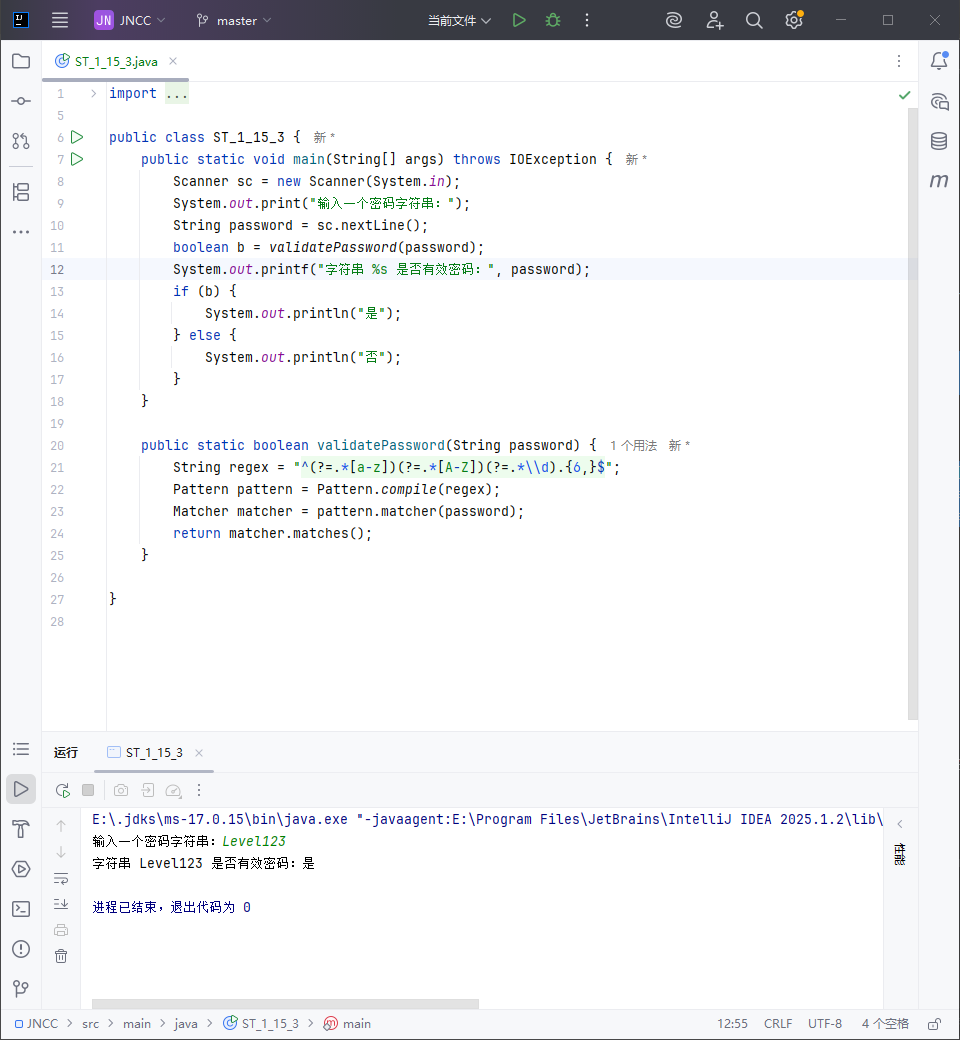 JN JNCC master 当前文件
ST_1_15_3.java
1 import ...
5
6 public class ST_1_15_3 { 新 *
7 public static void main(String[] args) throws IOException { 新 *
8 Scanner sc = new Scanner(System.in);
9 System.out.print("输入一个密码字符串：");
10 String password = sc.nextLine();
11 boolean b = validatePassword(password);
12 System.out.printf("字符串 %s 是否有效密码：", password);
13 if (b) {
14 System.out.println("是");
15 } else {
16 System.out.println("否");
17 }
18 }
19
20 public static boolean validatePassword(String password) { 1 个用法 新 *
21 String regex = "^(?=.*[a-z])(?=.*[A-Z])(?=.*\\d).{6,}$";
22 Pattern pattern = Pattern.compile(regex);
23 Matcher matcher = pattern.matcher(password);
24 return matcher.matches();
25 }
26
27 }
28
运行 ST_1_15_3
E:\.jdks\ms-17.0.15\bin\java.exe "-javaagent:E:\Program Files\JetBrains\IntelliJ IDEA 2025.1.2\lib\
输入一个密码字符串：Level123
字符串 Level123 是否有效密码：是
进程已结束，退出代码为 0
JNCC > src > main > java > ST_1_15_3 > main 12:55 CRLF UTF-8 4 个空格